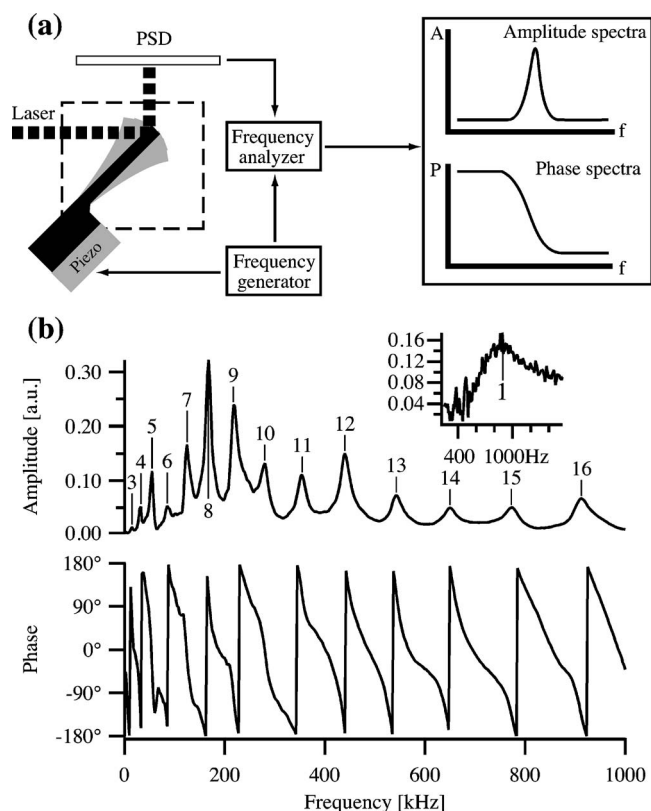 (a)
PSD
Laser
Piezo
Frequency
analyzer
Frequency
generator
A
Amplitude spectra
f
P
Phase spectra
f
(b)
Amplitude [a.u.]
0.30
0.20
0.10
0.00
3
4
5
6
7
8
9
10
11
12
13
14
15
16
0.16
0.12
0.08
0.04
1
400
1000Hz
Phase
180°
90°
0°
-90°
-180°
0
200
400
600
800
1000
Frequency [kHz]